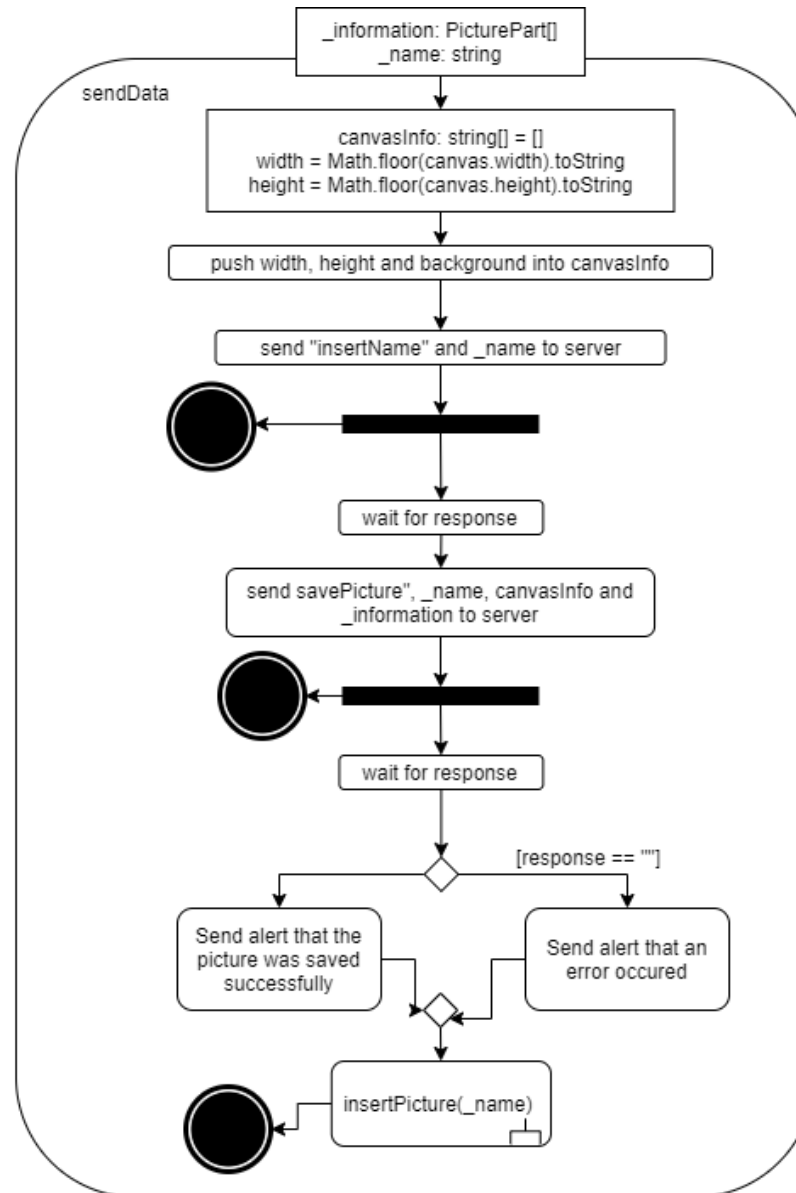 _information: PicturePart[]
_name: string
sendData
canvasInfo: string[] = []
width = Math.floor(canvas.width).toString
height = Math.floor(canvas.height).toString
push width, height and background into canvasInfo
send "insertName" and _name to server
wait for response
send savePicture", _name, canvasInfo and
_information to server
wait for response
[response == ""]
Send alert that the
picture was saved
successfully
Send alert that an
error occured
insertPicture(_name)